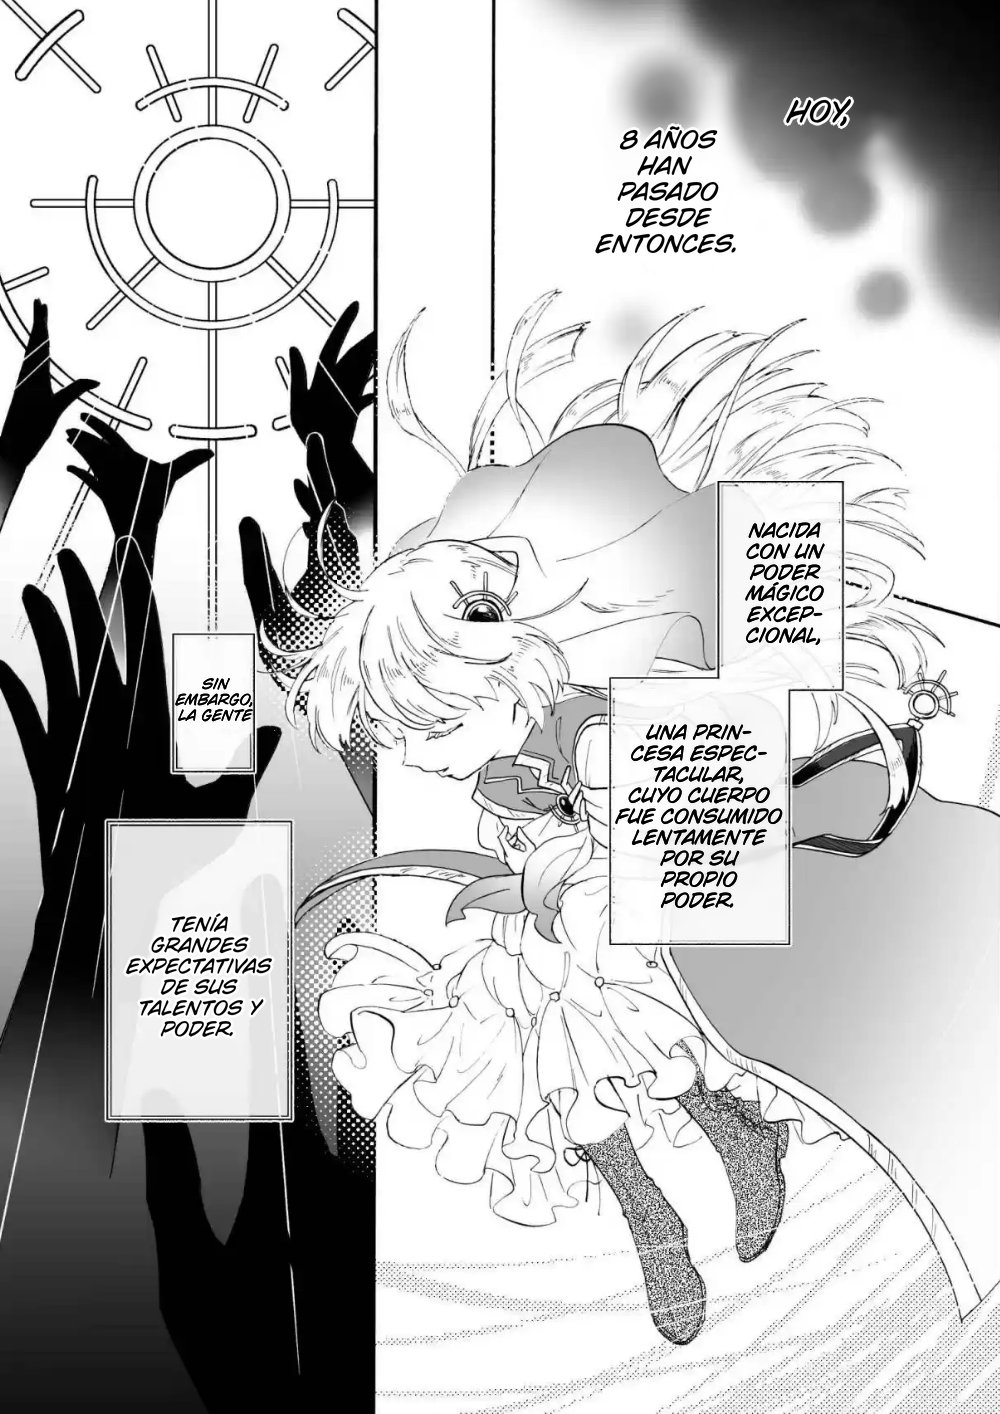 HOY,
8 AÑOS
HAN
PASADO
DESDE
ENTONCES.
NACIDA
CON UN
PODER
MÁGICO
EXCEP-
CIONAL,
UNA PRIN-
CESA ESPEC-
TACULAR,
CUYO CUERPO
FUE CONSUMIDO
LENTAMENTE
POR SU
PROPIO
PODER.
SIN
EMBARGO,
LA GENTE
TENÍA
GRANDES
EXPECTATIVAS
DE SUS
TALENTOS Y
PODER.